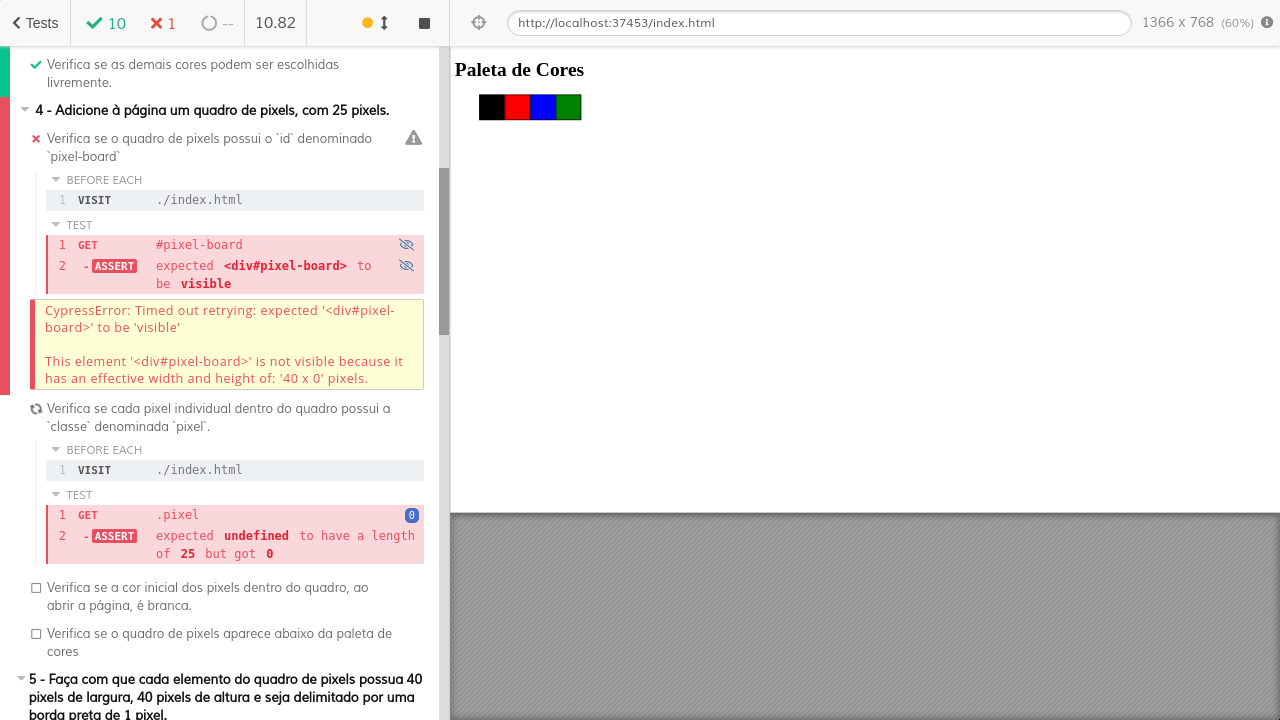 Tests 10 1 -- 10.82 http://localhost:37453/index.html 1366 x 768 (60%)
Verifica se as demais cores podem ser escolhidas
livremente.
4 - Adicione à página um quadro de pixels, com 25 pixels.
Verifica se o quadro de pixels possui o `id` denominado
`pixel-board`
BEFORE EACH
1 VISIT ./index.html
TEST
1 GET #pixel-board
2 -ASSERT expected <div#pixel-board> to
be visible
CypressError: Timed out retrying: expected '<div#pixel-
board>' to be 'visible'
This element '<div#pixel-board>' is not visible because it
has an effective width and height of: '40 x 0' pixels.
Verifica se cada pixel individual dentro do quadro possui a
`classe` denominada `pixel`.
BEFORE EACH
1 VISIT ./index.html
TEST
1 GET .pixel 0
2 -ASSERT expected undefined to have a length
of 25 but got 0
Verifica se a cor inicial dos pixels dentro do quadro, ao
abrir a página, é branca.
Verifica se o quadro de pixels aparece abaixo da paleta de
cores
5 - Faça com que cada elemento do quadro de pixels possua 40
pixels de largura, 40 pixels de altura e seja delimitado por uma
borda preta de 1 pixel.
Paleta de Cores